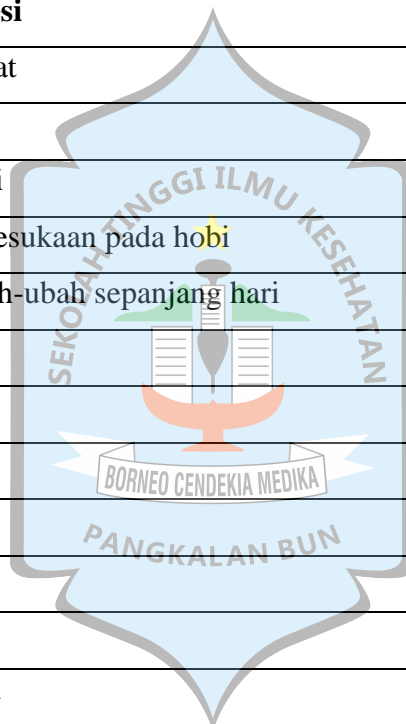 si
at
i
esukaan pada hobi
h-ubah sepanjang hari
SEKOLAH TINGGI ILMU KESEHATAN
BORNEO CENDEKIA MEDIKA
PANGKALAN BUN